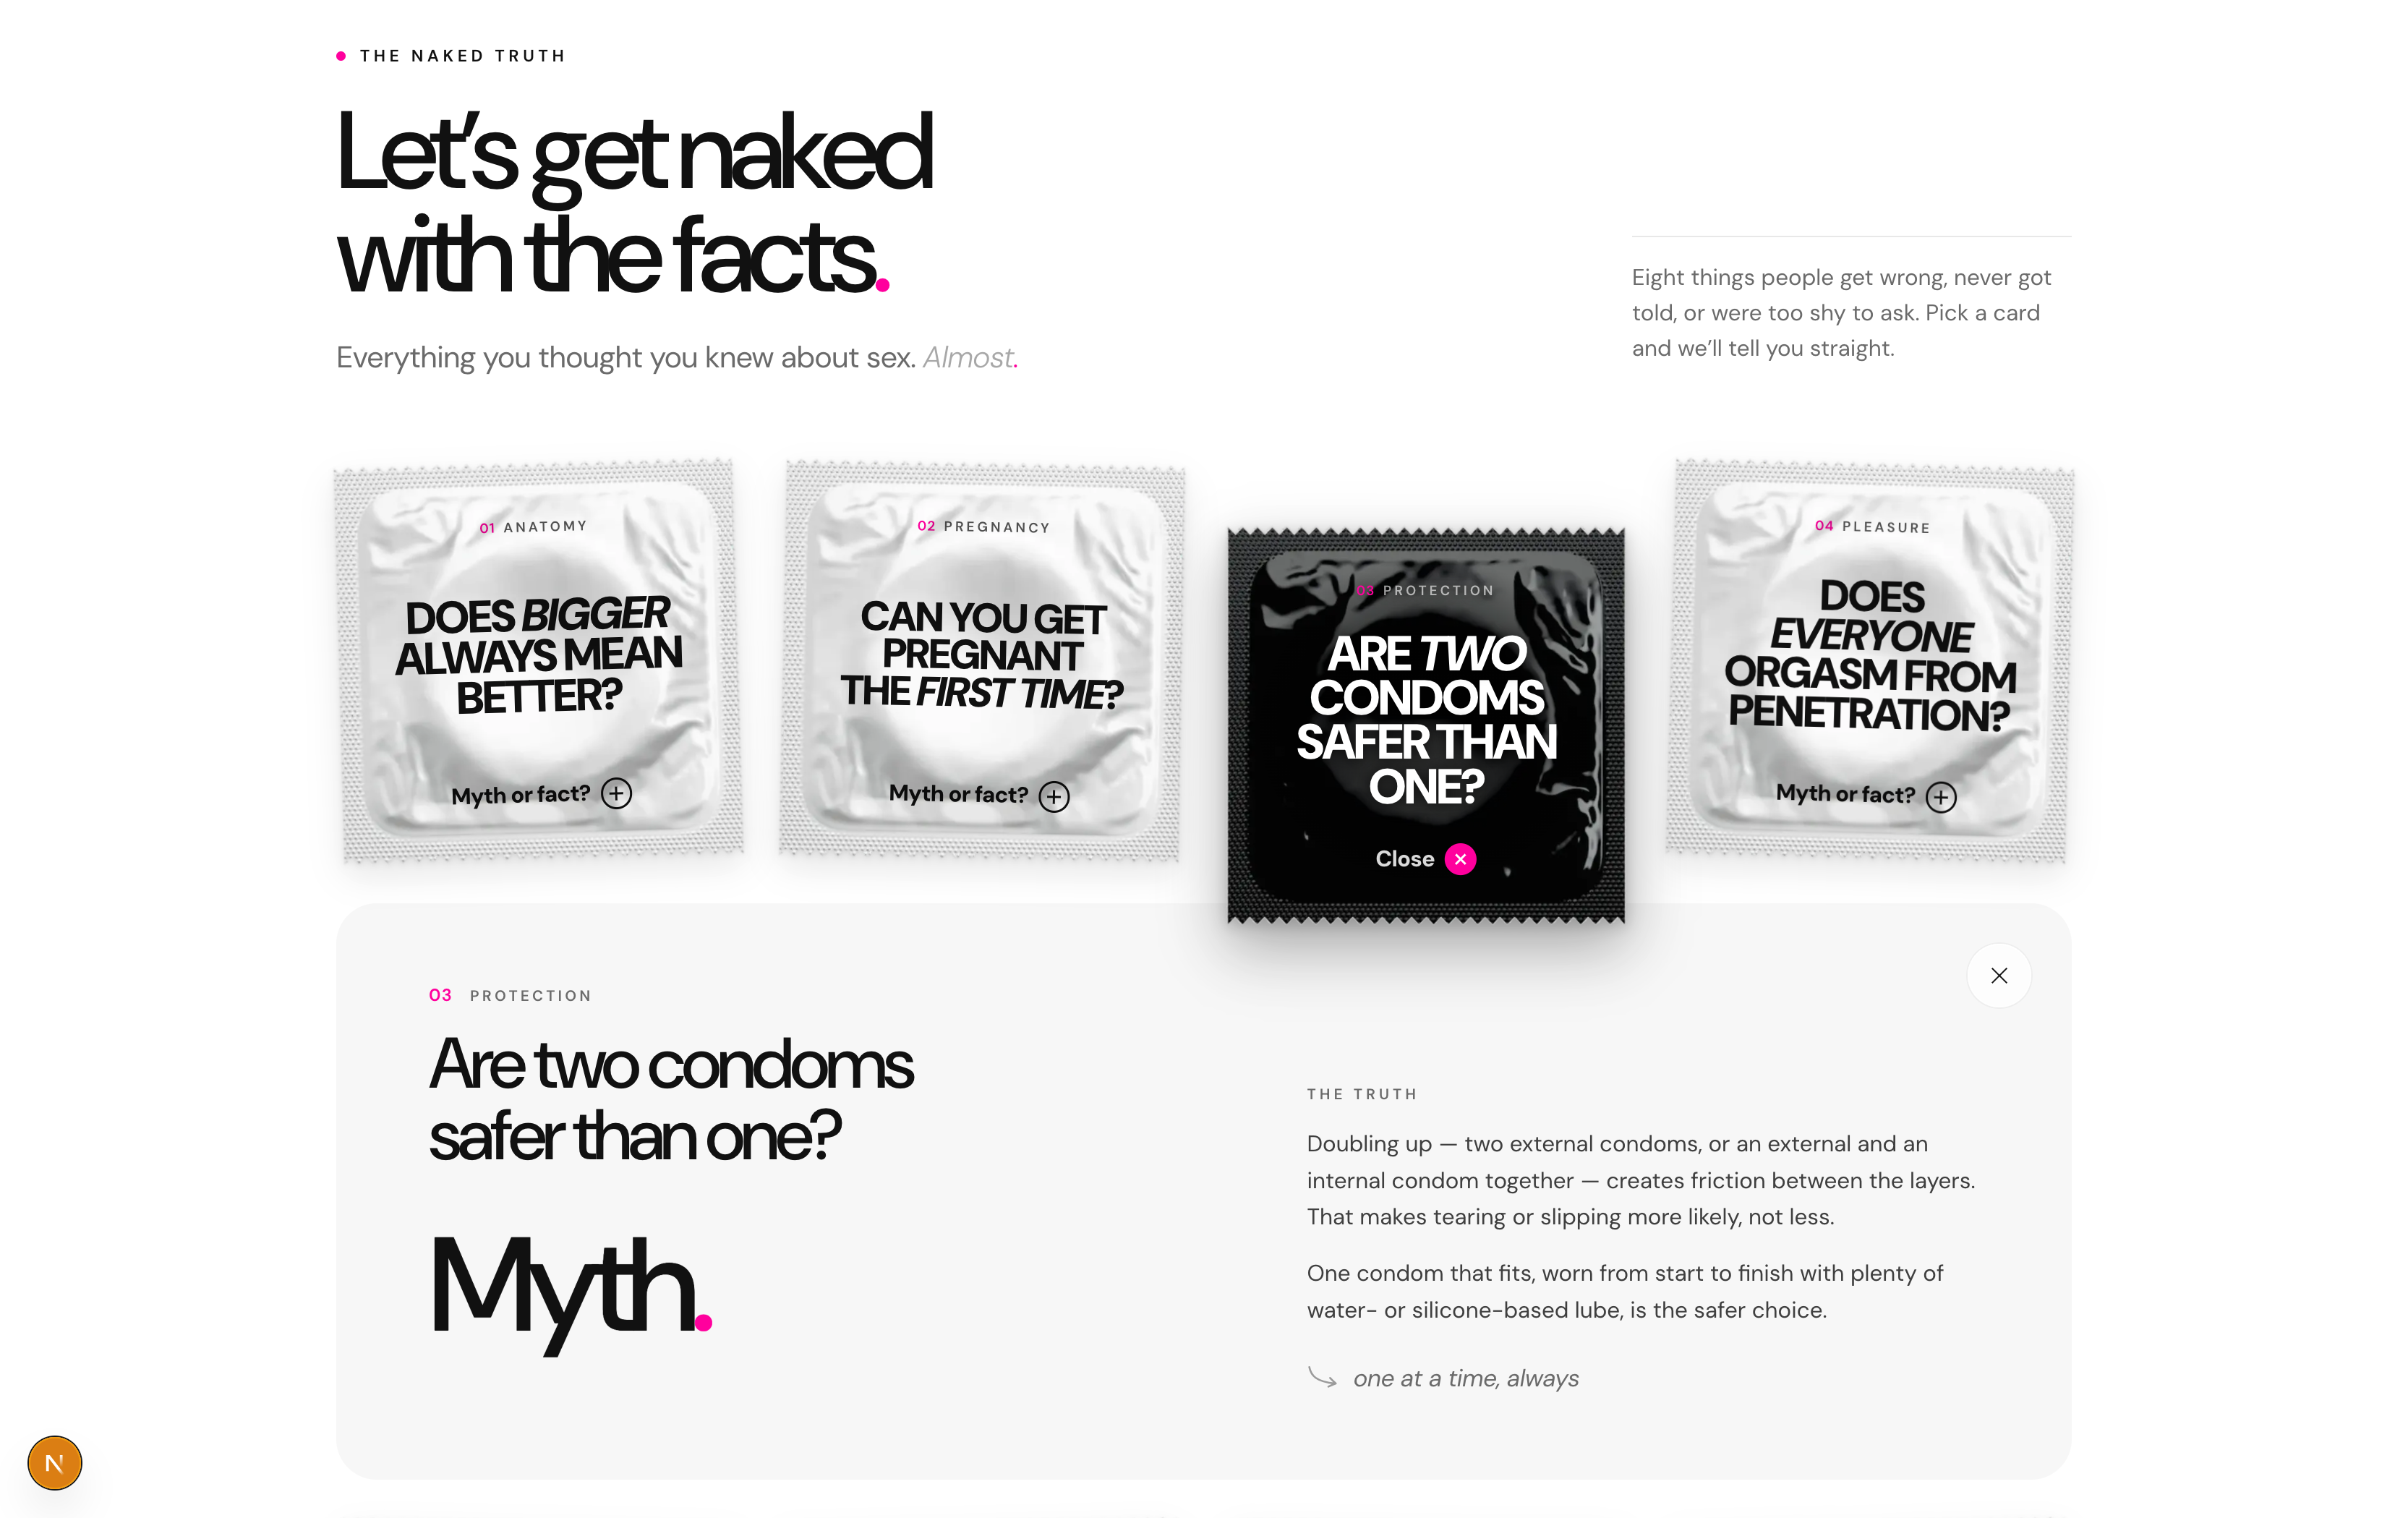 THE NAKED TRUTH
Let’s get naked
with the facts.
Everything you thought you knew about sex. Almost.
Eight things people get wrong, never got
told, or were too shy to ask. Pick a card
and we’ll tell you straight.
01 ANATOMY
DOES BIGGER
ALWAYS MEAN
BETTER?
Myth or fact?
02 PREGNANCY
CAN YOU GET
PREGNANT
THE FIRST TIME?
Myth or fact?
03 PROTECTION
ARE TWO
CONDOMS
SAFER THAN
ONE?
Close
04 PLEASURE
DOES
EVERYONE
ORGASM FROM
PENETRATION?
Myth or fact?
03 PROTECTION
Are two condoms
safer than one?
Myth.
THE TRUTH
Doubling up — two external condoms, or an external and an
internal condom together — creates friction between the layers.
That makes tearing or slipping more likely, not less.
One condom that fits, worn from start to finish with plenty of
water- or silicone-based lube, is the safer choice.
one at a time, always
N